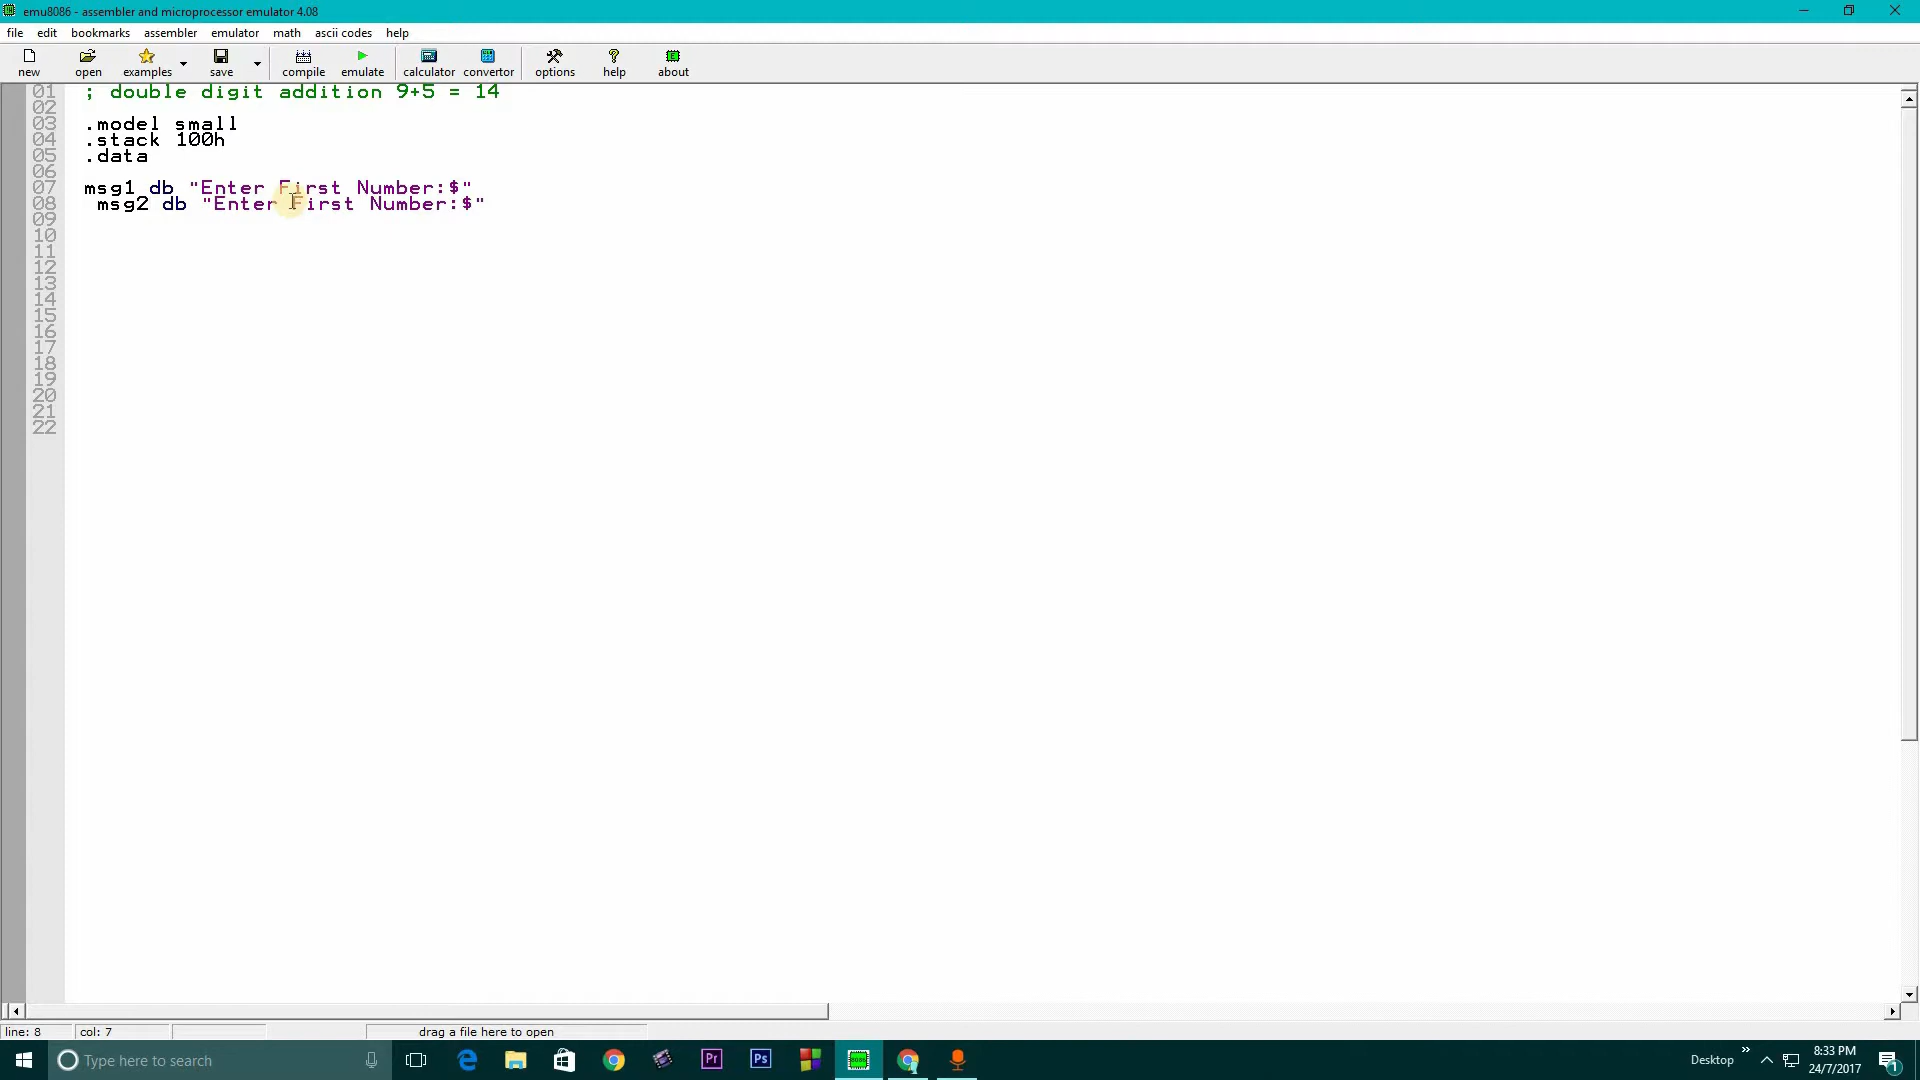 emu8086 - assembler and microprocessor emulator 4.08
file edit bookmarks assembler emulator math ascii codes help
new open examples save compile emulate calculator convertor options help about
01 ; double digit addition 9+5 = 14
02
03 .model small
04 .stack 100h
05 .data
06
07 msg1 db "Enter First Number:$"
08 msg2 db "Enter First Number:$"
09
10
11
12
13
14
15
16
17
18
19
20
21
22
line: 8 col: 7 drag a file here to open
Type here to search
Pr
Ps
8086
Desktop
8:33 PM
24/7/2017
1